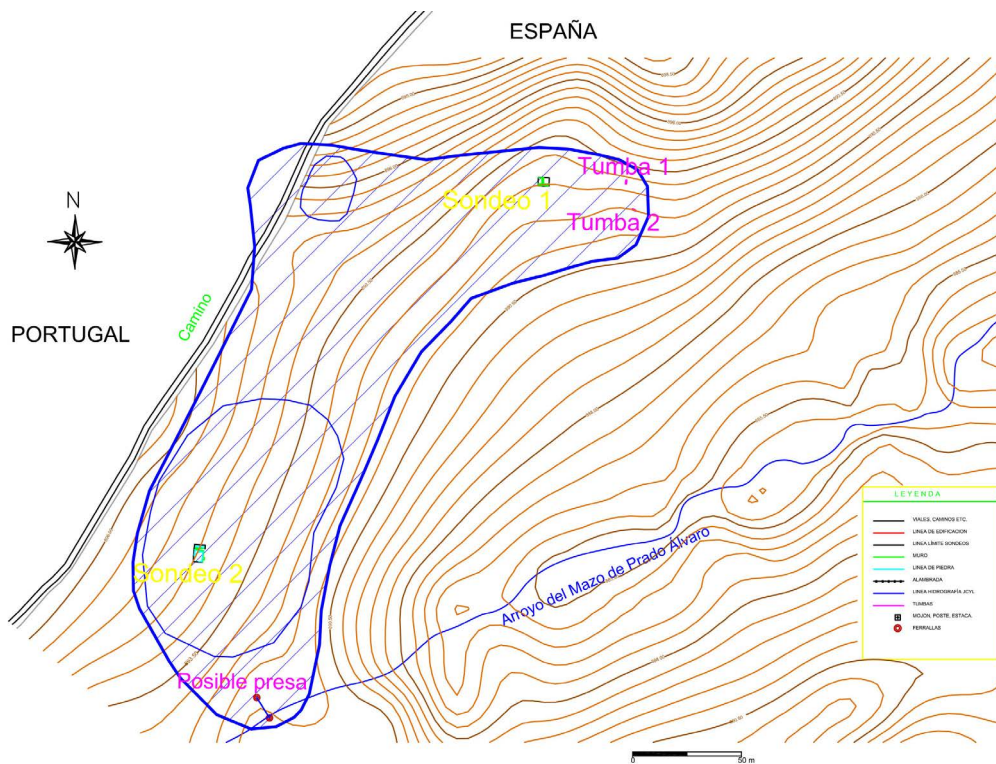 ESPAÑA
Tumba 1
Sondeo 1
Tumba 2
N
Camino
PORTUGAL
Sondeo 2
Posible presa
Arroyo del Mazo de Prado Álvaro
LEYENDA
VIALES, CAMINOS ETC.
LINEA DE EDIFICACION
LINEA LÍMITE SONDEOS
MURO
LINEA DE PIEDRA
ALAMBRADA
LINEA HIDROGRAFÍA JCYL
TUMBAS
MOJON, POSTE, ESTACA.
FERRALLAS
0
50 m